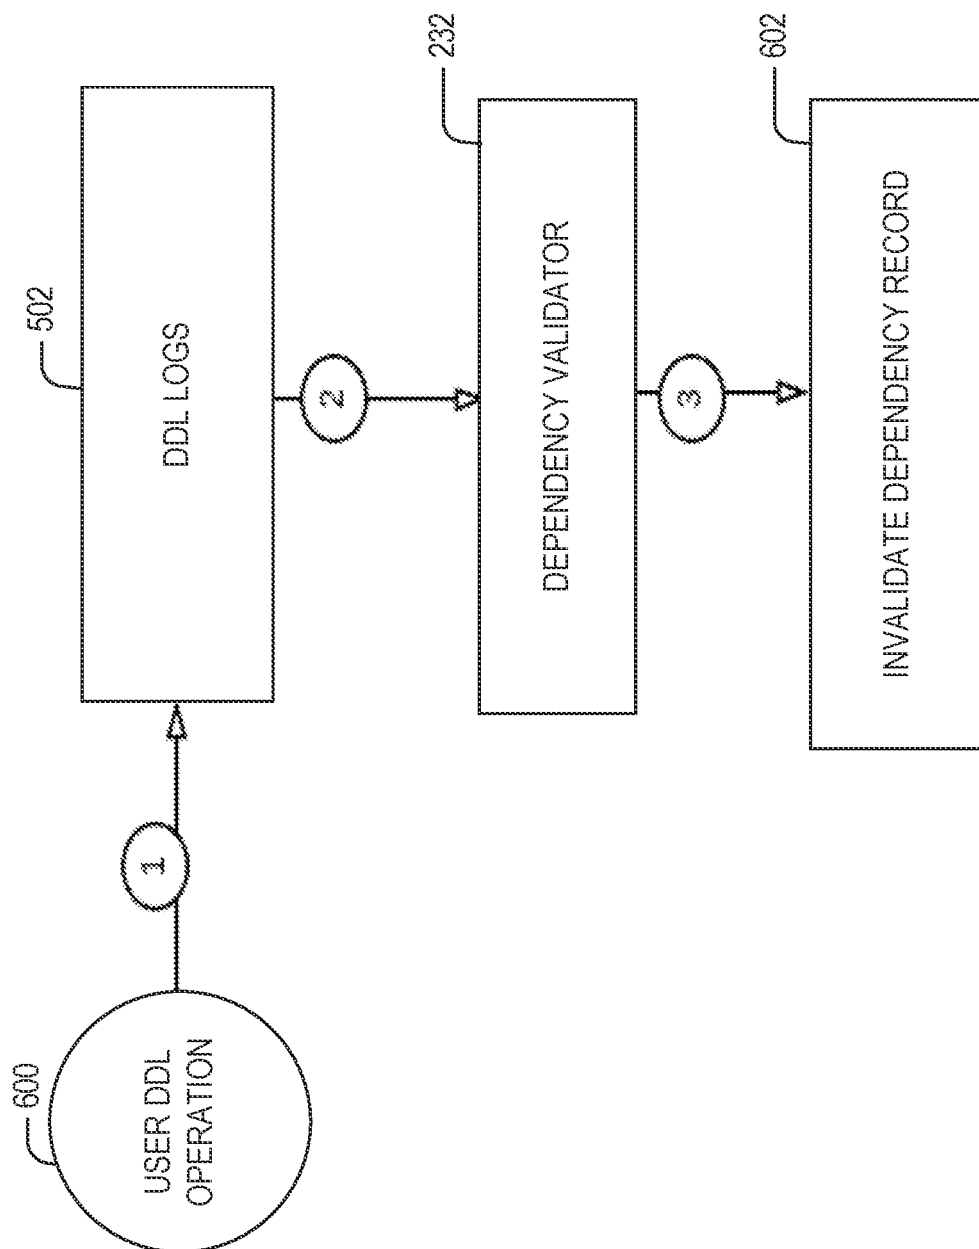 600
USER DDL
OPERATION
1
502
DDL LOGS
2
232
DEPENDENCY VALIDATOR
3
602
INVALIDATE DEPENDENCY RECORD